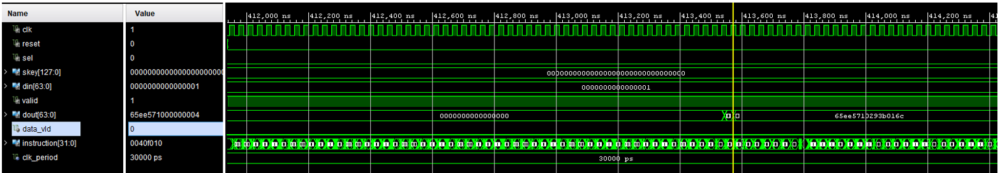 Name Value
412,000 ns 412,200 ns 412,400 ns 412,600 ns 412,800 ns 413,000 ns 413,200 ns 413,400 ns 413,600 ns 413,800 ns 414,000 ns 414,200 ns
clk 1
reset 0
sel 0
skey[127:0] 00000000000000000000000 00000000000000000000000000000000
din[63:0] 0000000000000001 0000000000000001
valid 1
dout[63:0] 65ee571000000004 0000000000000000 65ee5710293b016c
data_vld 0
instruction[31:0] 0040f010
clk_period 30000 ps 30000 ps